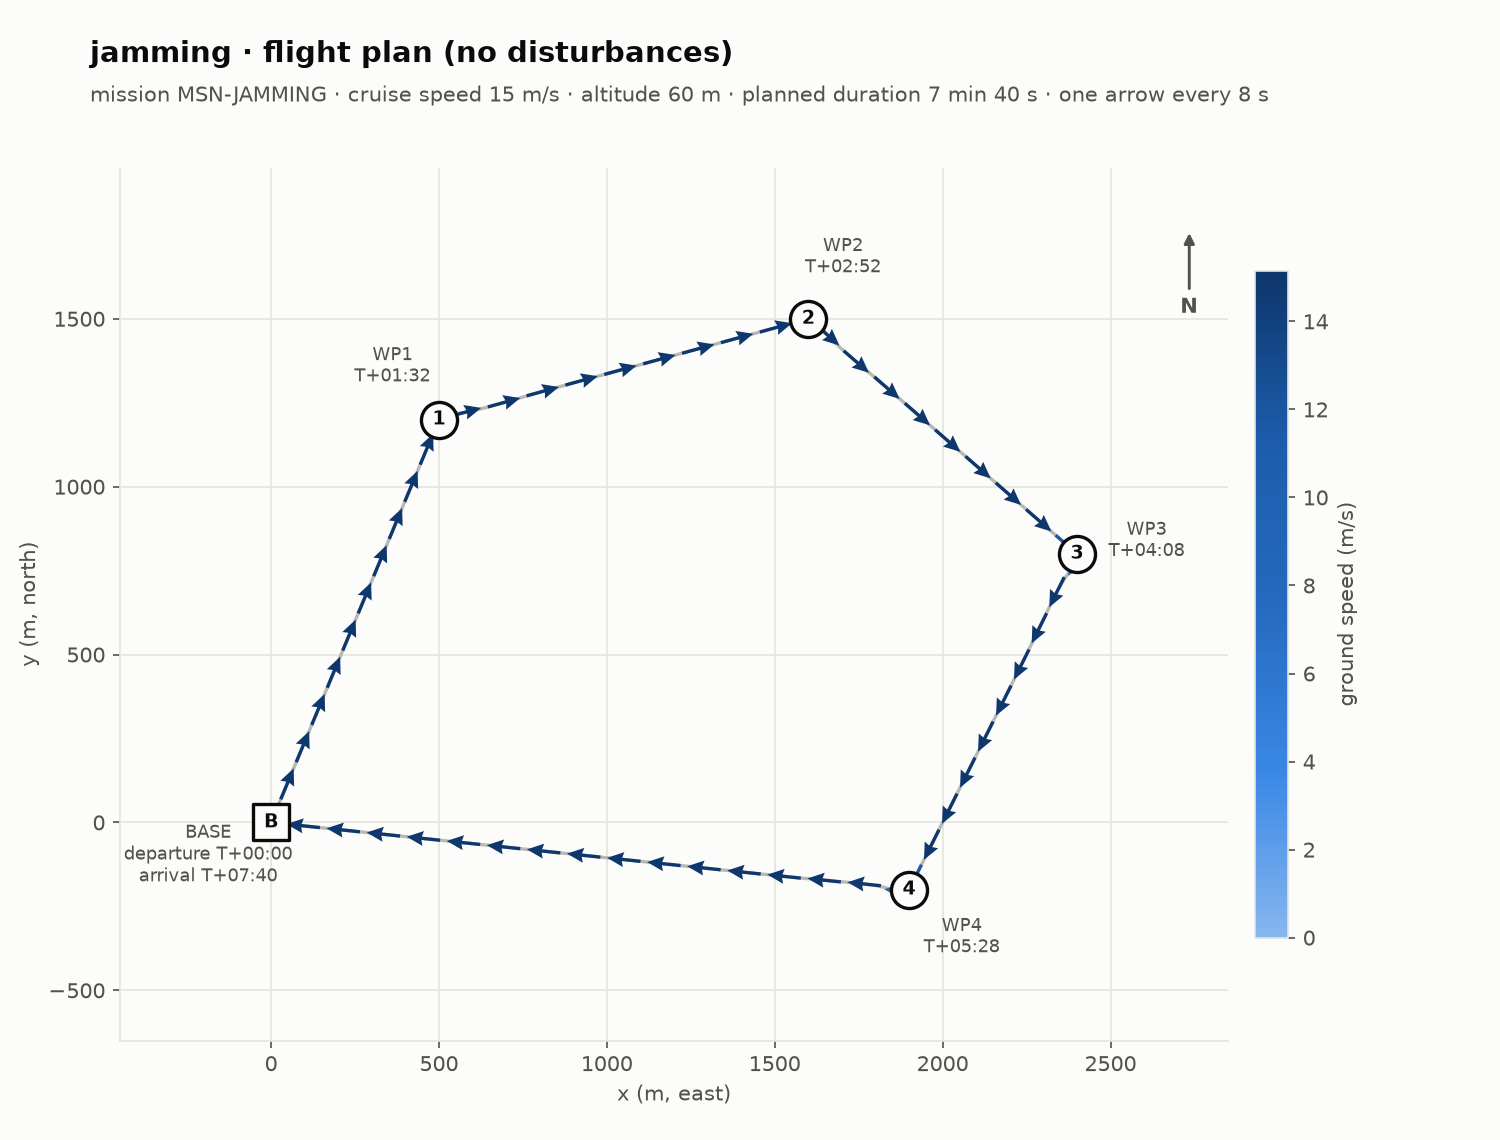 jamming · flight plan (no disturbances)
mission MSN-JAMMING · cruise speed 15 m/s · altitude 60 m · planned duration 7 min 40 s · one arrow every 8 s
WP2
T+02:52
N
1500
2
WP1
T+01:32
1
14
12
10
8
6
4
2
0
ground speed (m/s)
1000
WP3
T+04:08
3
y (m, north)
500
0
B
BASE
departure T+00:00
arrival T+07:40
4
WP4
T+05:28
−500
0
500
1000
1500
2000
2500
x (m, east)